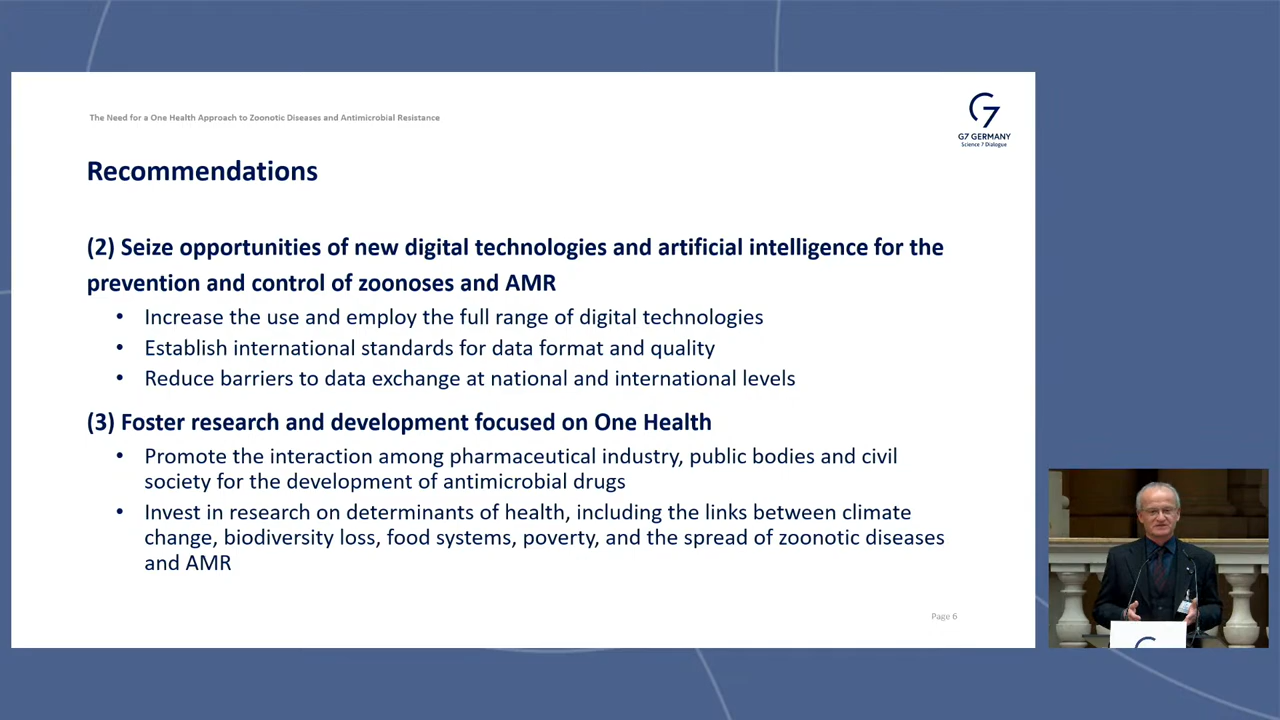 The Need for a One Health Approach to Zoonotic Diseases and Antimicrobial Resistance
G7
G7 GERMANY
Science 7 Dialogue
Recommendations
(2) Seize opportunities of new digital technologies and artificial intelligence for the
prevention and control of zoonoses and AMR
• Increase the use and employ the full range of digital technologies
• Establish international standards for data format and quality
• Reduce barriers to data exchange at national and international levels
(3) Foster research and development focused on One Health
• Promote the interaction among pharmaceutical industry, public bodies and civil
society for the development of antimicrobial drugs
• Invest in research on determinants of health, including the links between climate
change, biodiversity loss, food systems, poverty, and the spread of zoonotic diseases
and AMR
Page 6